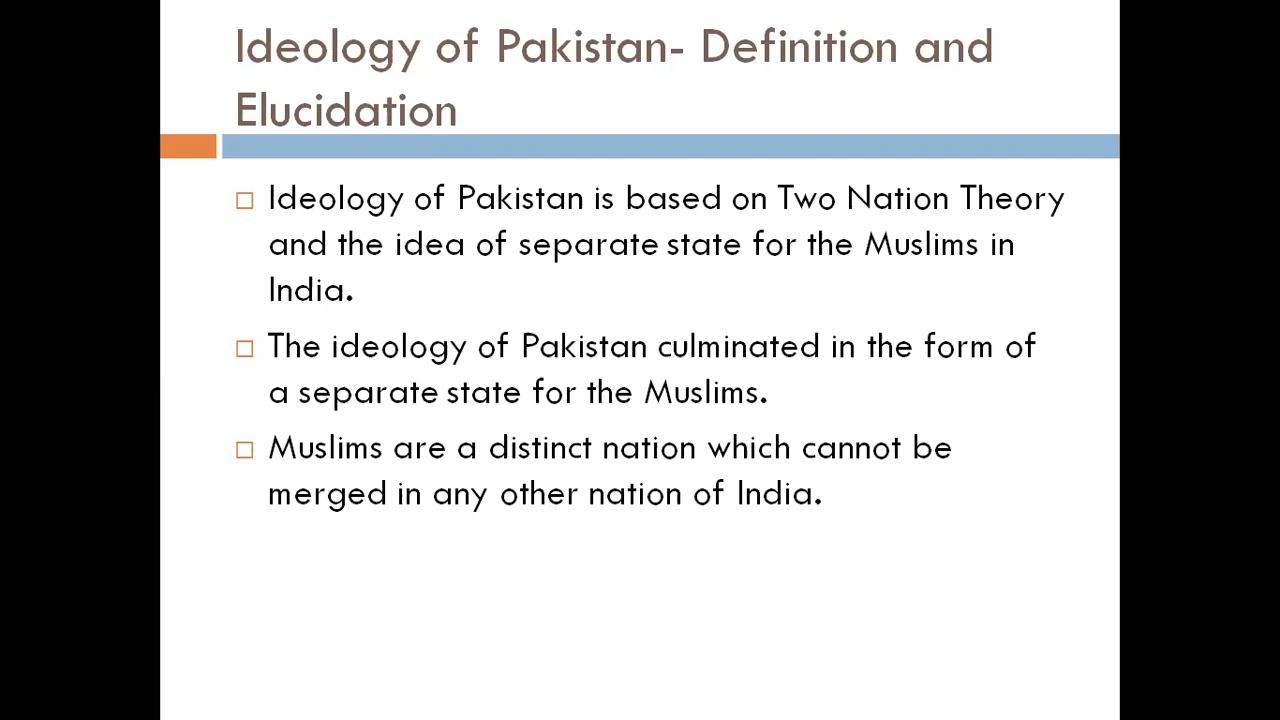 Ideology of Pakistan- Definition and
Elucidation
Ideology of Pakistan is based on Two Nation Theory
and the idea of separate state for the Muslims in
India.
The ideology of Pakistan culminated in the form of
a separate state for the Muslims.
Muslims are a distinct nation which cannot be
merged in any other nation of India.